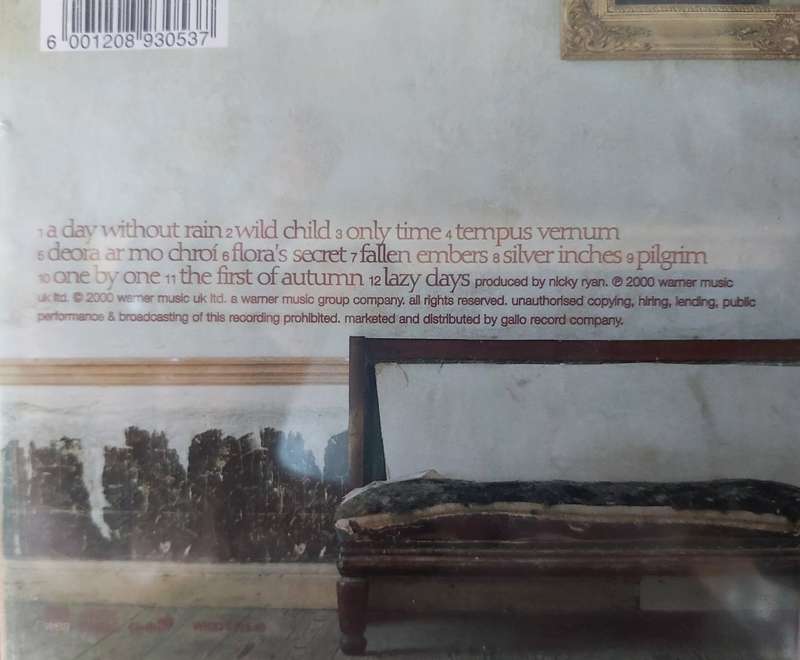 6 001208 930537
1 a day without rain 2 wild child 3 only time 4 tempus vernum
5 deora ar mo chroí 6 flora's secret 7 fallen embers 8 silver inches 9 pilgrim
10 one by one 11 the first of autumn 12 lazy days produced by nicky ryan. ℗ 2000 warner music
uk ltd. © 2000 warner music uk ltd. a warner music group company. all rights reserved. unauthorised copying, hiring, lending, public
performance & broadcasting of this recording prohibited. marketed and distributed by gallo record company.